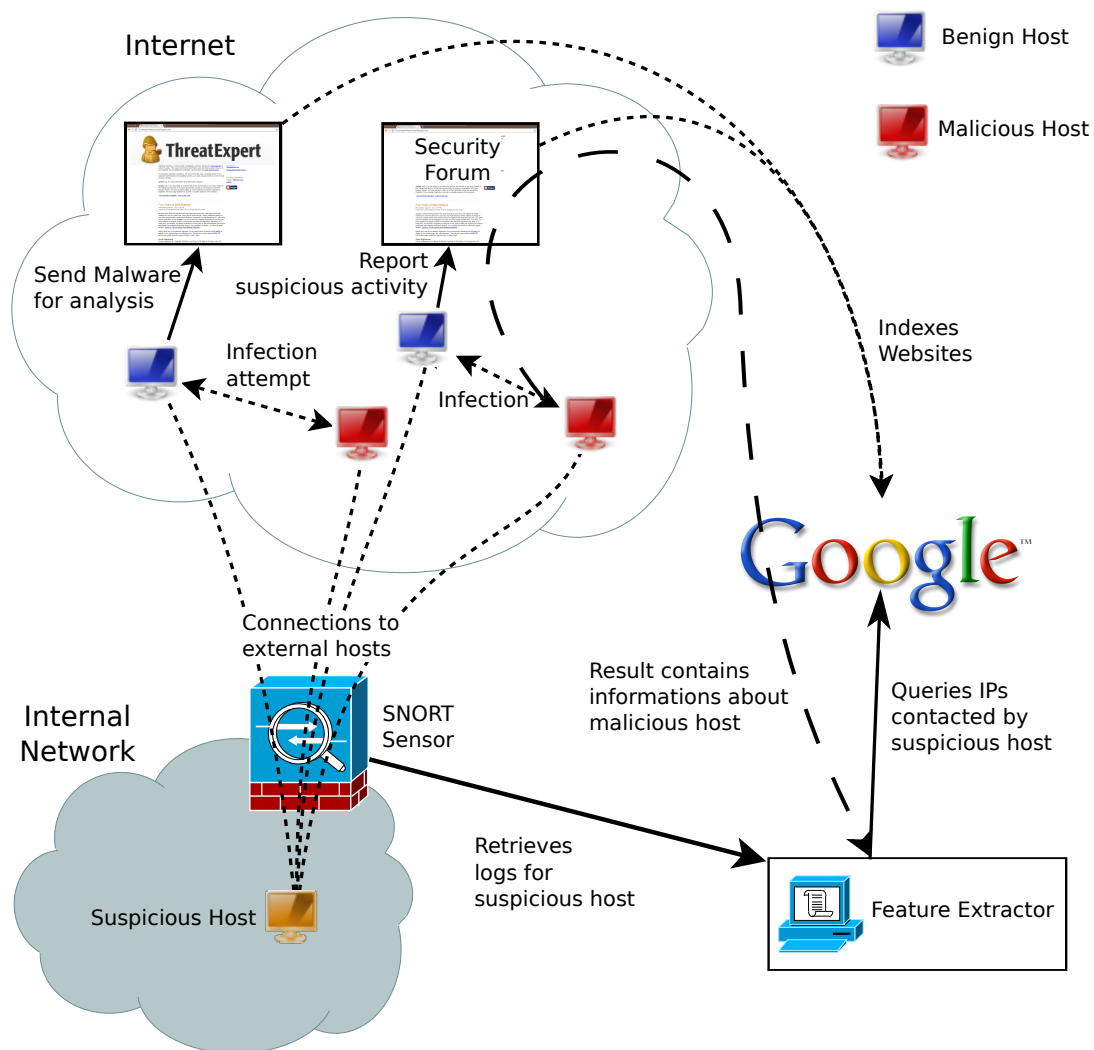 Internet
Benign Host
Malicious Host
ThreatExpert
Security
Forum
Send Malware
for analysis
Report
suspicious activity
Infection
attempt
Infection
Indexes
Websites
Google™
Connections to
external hosts
Internal
Network
SNORT
Sensor
Result contains
informations about
malicious host
Queries IPs
contacted by
suspicious host
Retrieves
logs for
suspicious host
Suspicious Host
Feature Extractor